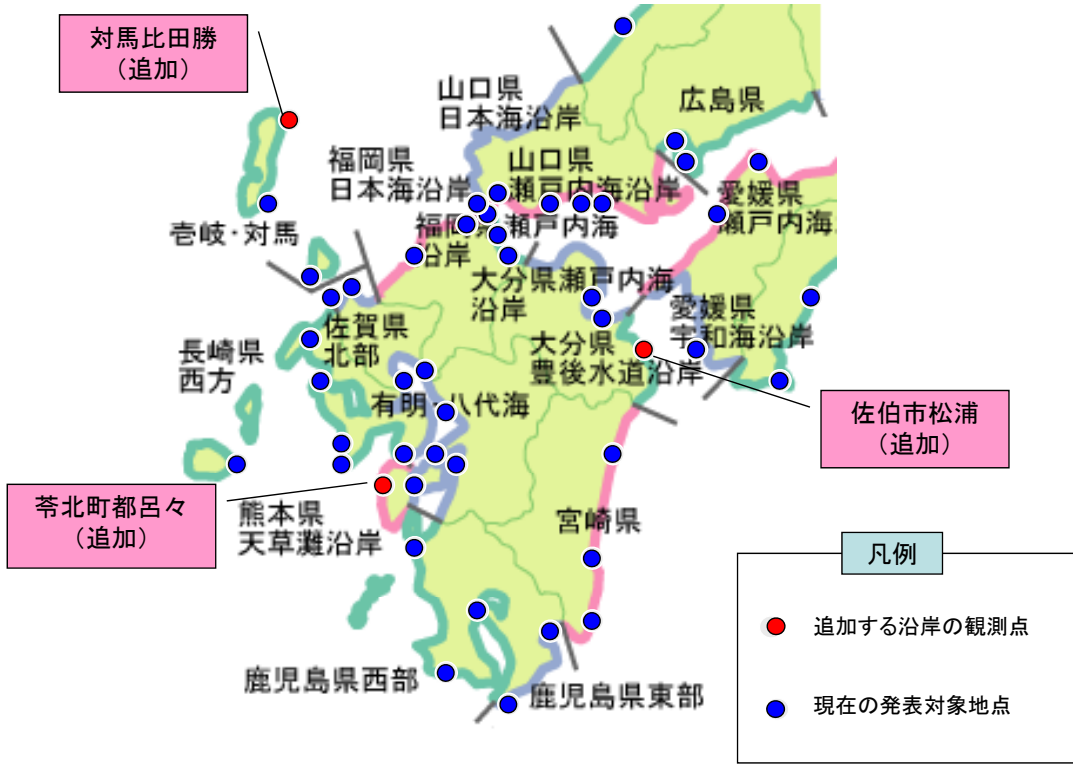 対馬比田勝
（追加）
山口県
日本海沿岸
広島県
福岡県
日本海沿岸
山口県
瀬戸内海沿岸
愛媛県
瀬戸内海
福岡県瀬戸内海
沿岸
壱岐・対馬
大分県瀬戸内海
沿岸
愛媛県
宇和海沿岸
佐賀県
北部
大分県
豊後水道沿岸
長崎県
西方
有明・八代海
佐伯市松浦
（追加）
苓北町都呂々
（追加）
熊本県
天草灘沿岸
宮崎県
凡例
追加する沿岸の観測点
現在の発表対象地点
鹿児島県西部
鹿児島県東部